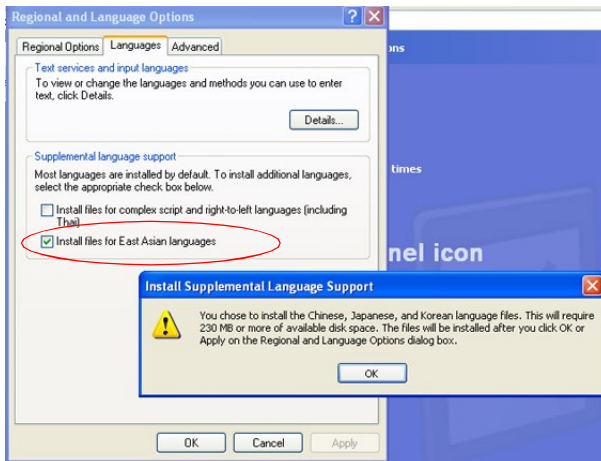 Regional and Language Options
Regional Options Languages Advanced
ons
Text services and input languages
To view or change the languages and methods you can use to enter
text, click Details.
Details...
Supplemental language support
Most languages are installed by default. To install additional languages,
select the appropriate check box below.
times
Install files for complex script and right-to-left languages (including
Thai)
Install files for East Asian languages
nel icon
Install Supplemental Language Support
You chose to install the Chinese, Japanese, and Korean language files. This will require
230 MB or more of available disk space. The files will be installed after you click OK or
Apply on the Regional and Language Options dialog box.
OK
OK Cancel Apply